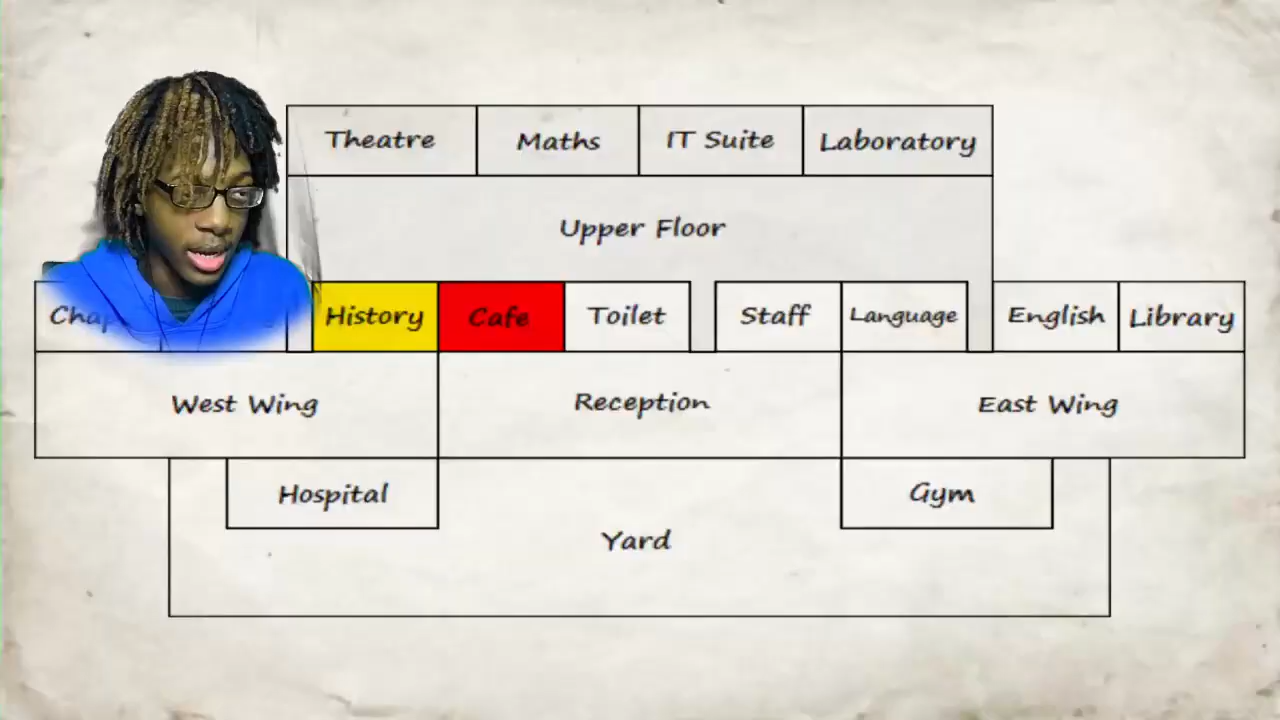 Theatre Maths IT Suite Laboratory
Upper Floor
History Cafe Toilet Staff Language English Library
West Wing Reception East Wing
Hospital Gym
Yard